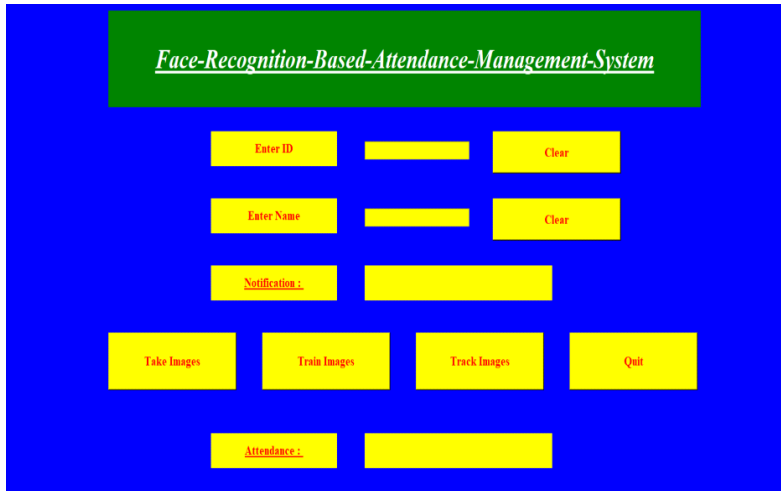 Face-Recognition-Based-Attendance-Management-System
Enter ID
Clear
Enter Name
Clear
Notification :
Take Images
Train Images
Track Images
Quit
Attendance :